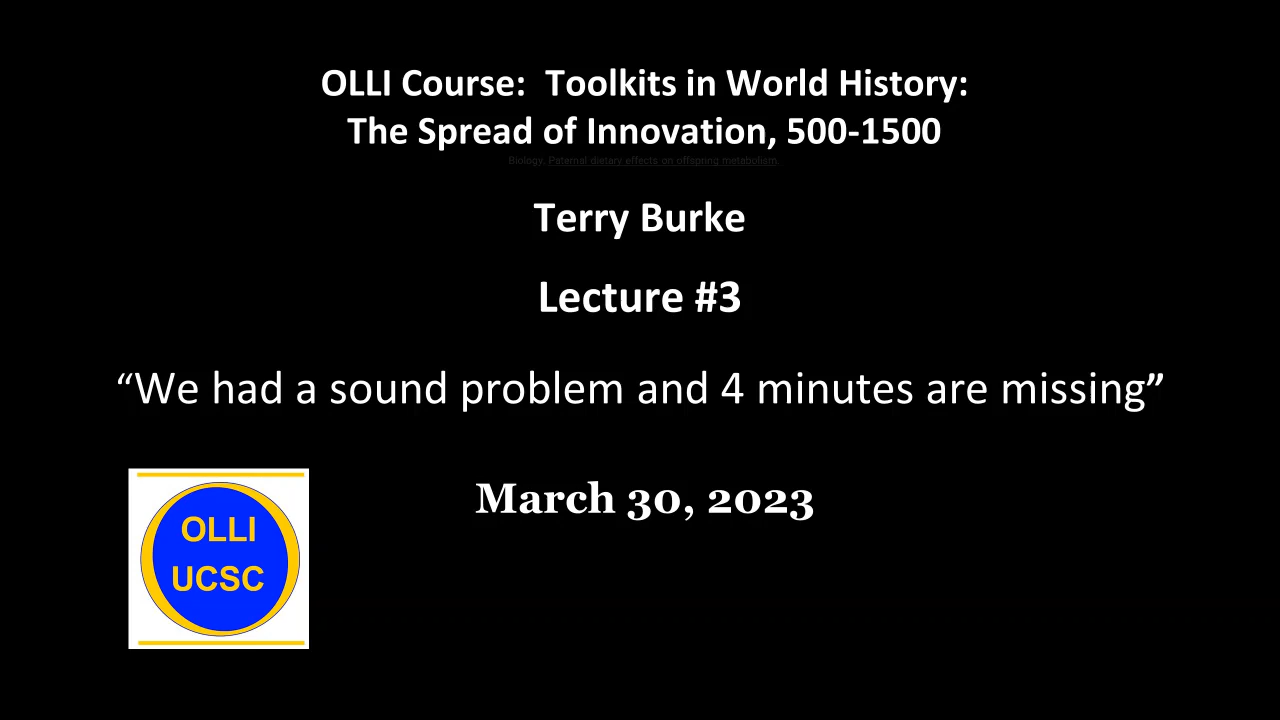 OLLI Course:  Toolkits in World History:
The Spread of Innovation, 500-1500
Biology. Paternal dietary effects on offspring metabolism.
Terry Burke
Lecture #3
“We had a sound problem and 4 minutes are missing”
March 30, 2023
OLLI
UCSC